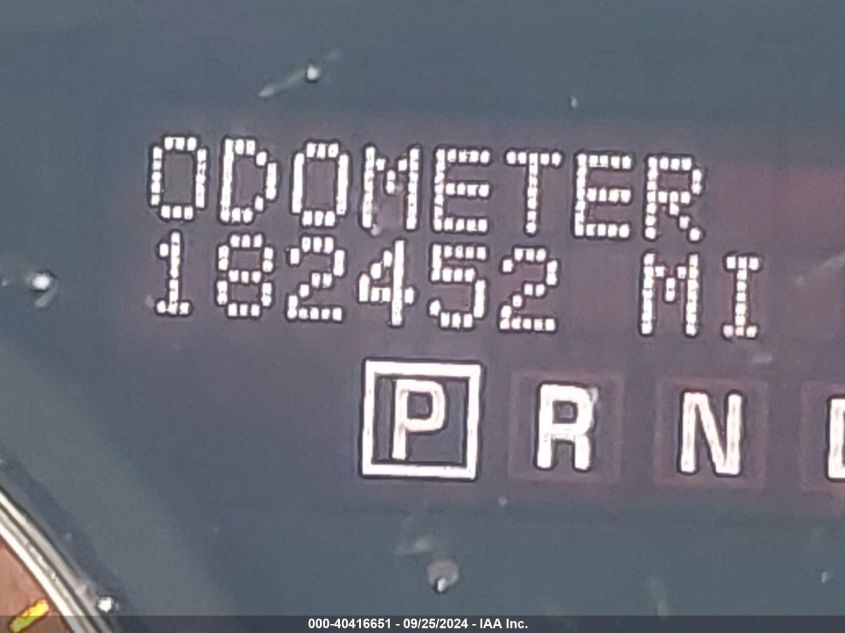 ODOMETER
182452 MI
P R N
000-40416651 - 09/25/2024 - IAA Inc.